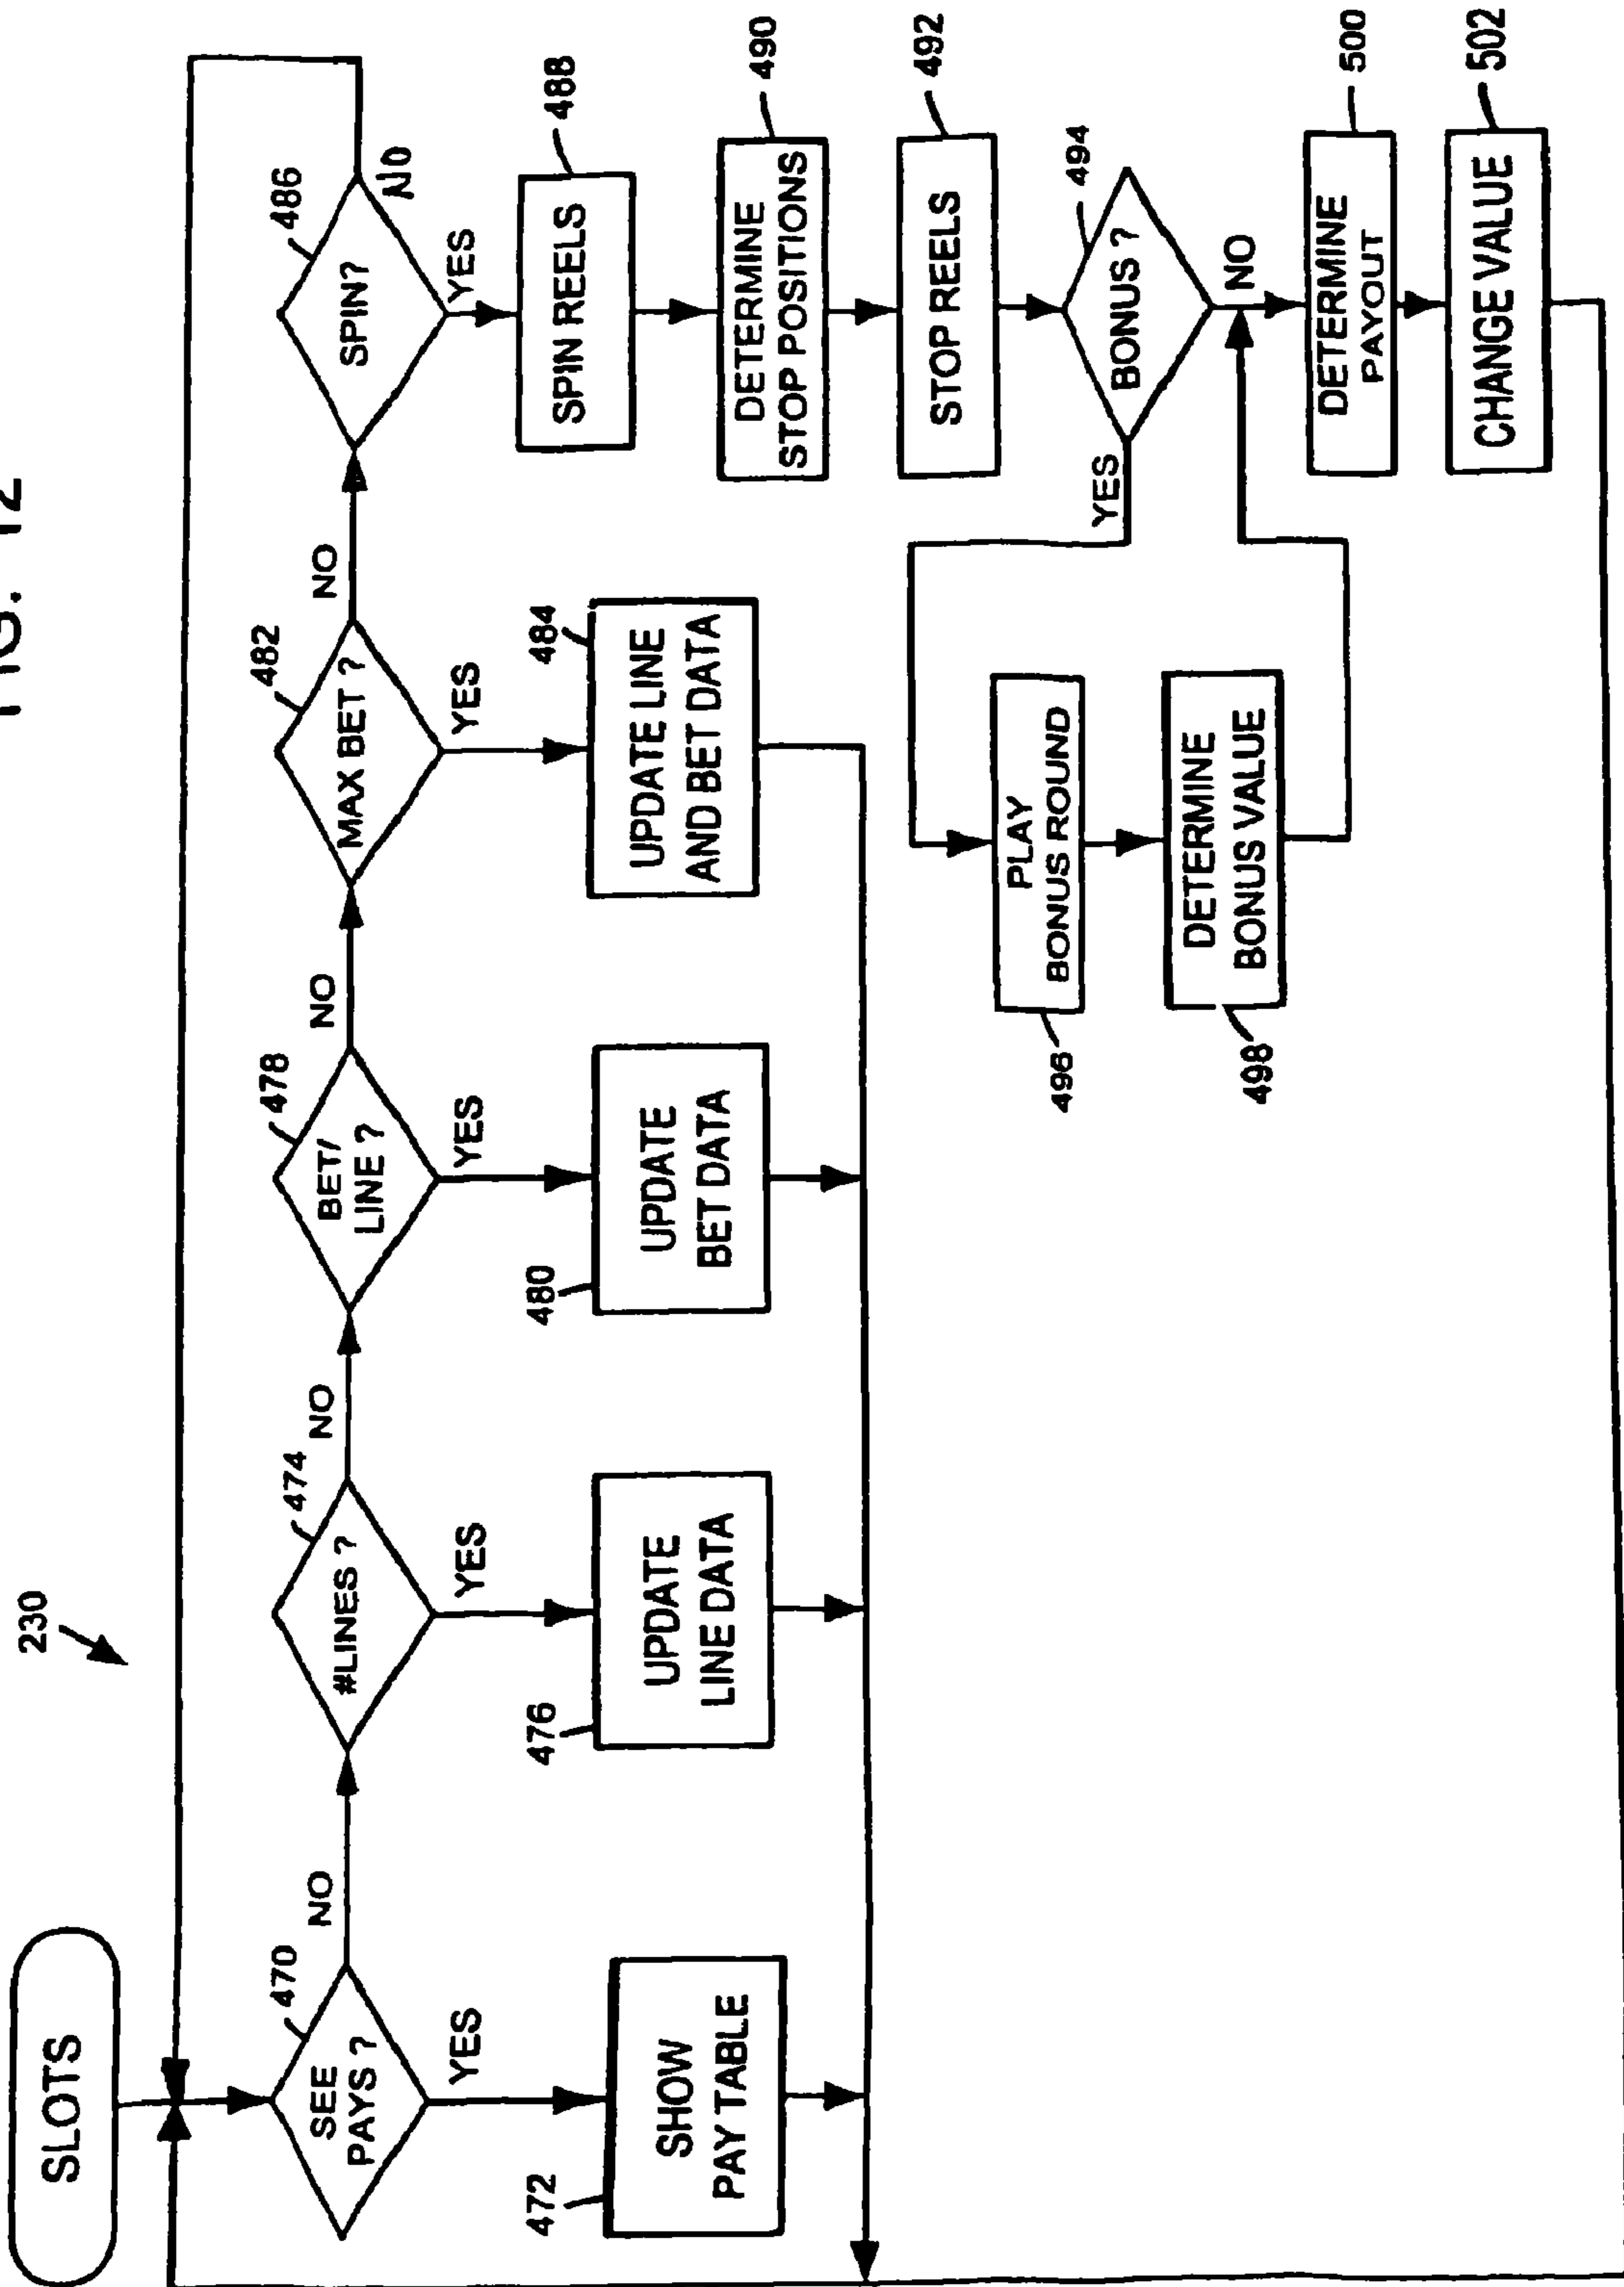 FIG. 12
230
SLOTS
470
SEE
PAYS ?
NO
YES
472
SHOW
PAY TABLE
474
#LINES ?
NO
YES
476
UPDATE
LINE DATA
478
BET/
LINE ?
NO
YES
480
UPDATE
BET DATA
482
MAX BET ?
NO
YES
484
UPDATE LINE
AND BET DATA
486
SPIN?
NO
YES
488
SPIN REELS
490
DETERMINE
STOP POSITIONS
492
STOP REELS
494
BONUS ?
YES
NO
496
PLAY
BONUS ROUND
498
DETERMINE
BONUS VALUE
500
DETERMINE
PAYOUT
502
CHANGE VALUE